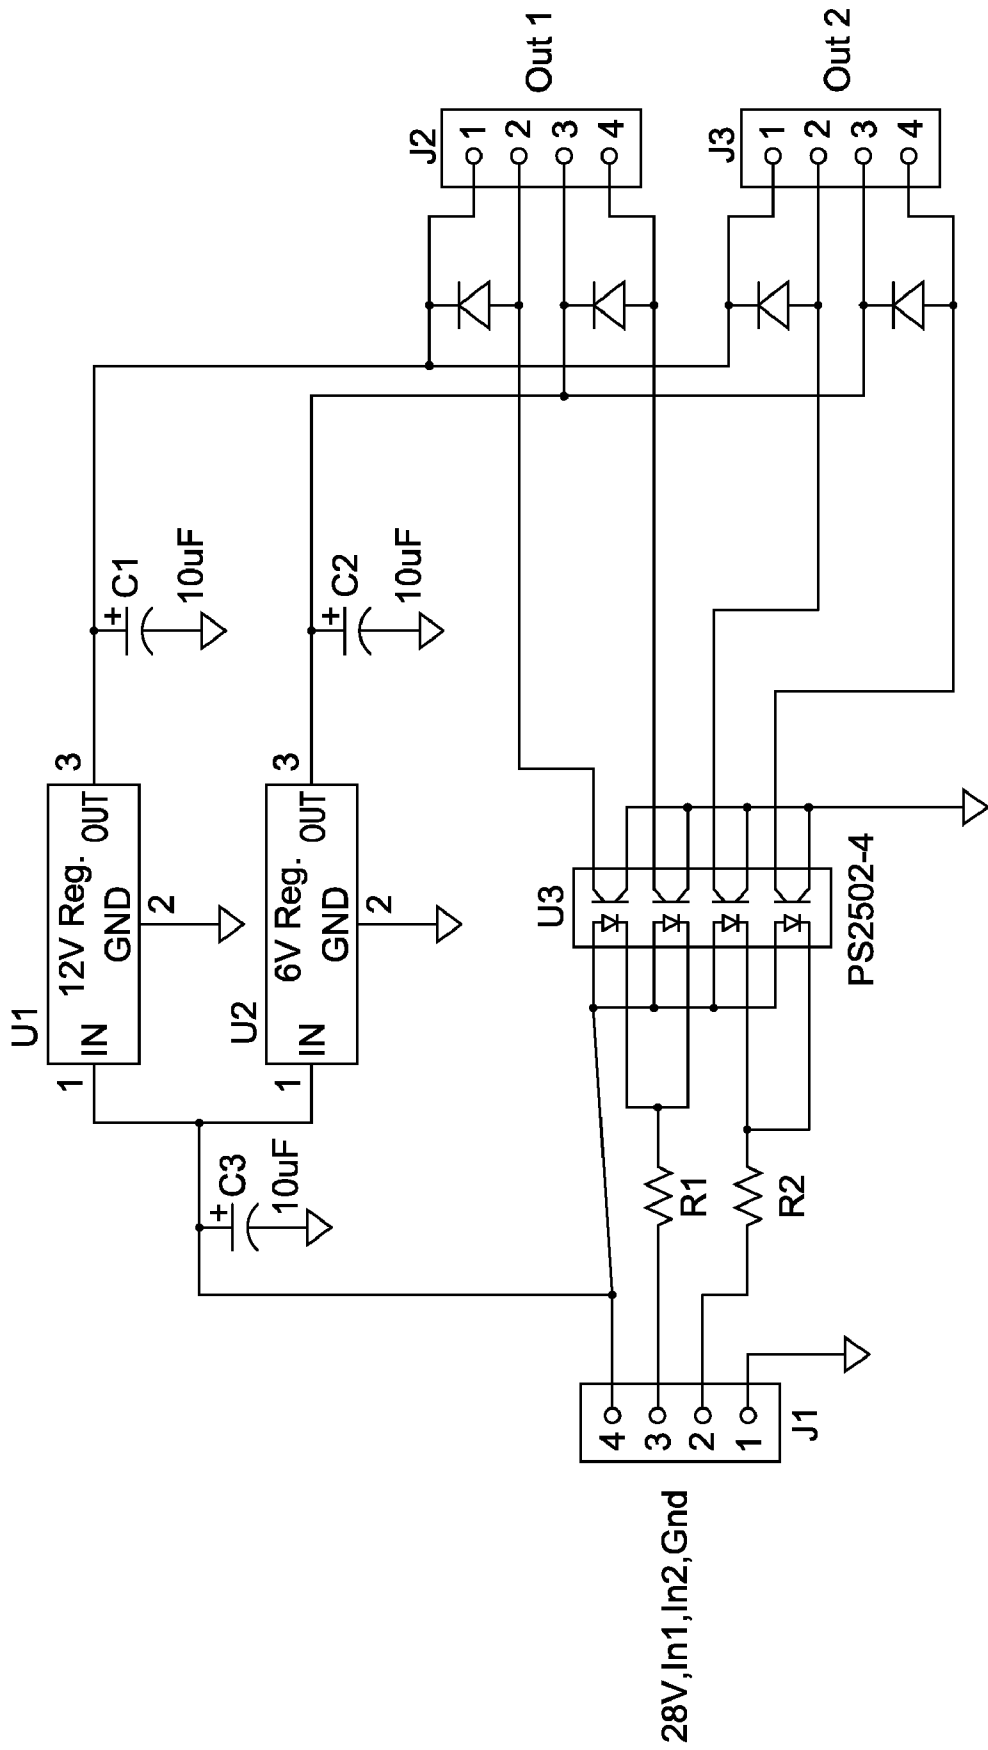 U1
12V Reg.
1
IN
OUT
3
GND
2
+
C1
10uF
U2
6V Reg.
1
IN
OUT
3
GND
2
+
C2
10uF
+
C3
10uF
J2
1
2
3
4
Out 1
J3
1
2
3
4
Out 2
U3
PS2502-4
R1
R2
28V,In1,In2,Gnd
4
3
2
1
J1